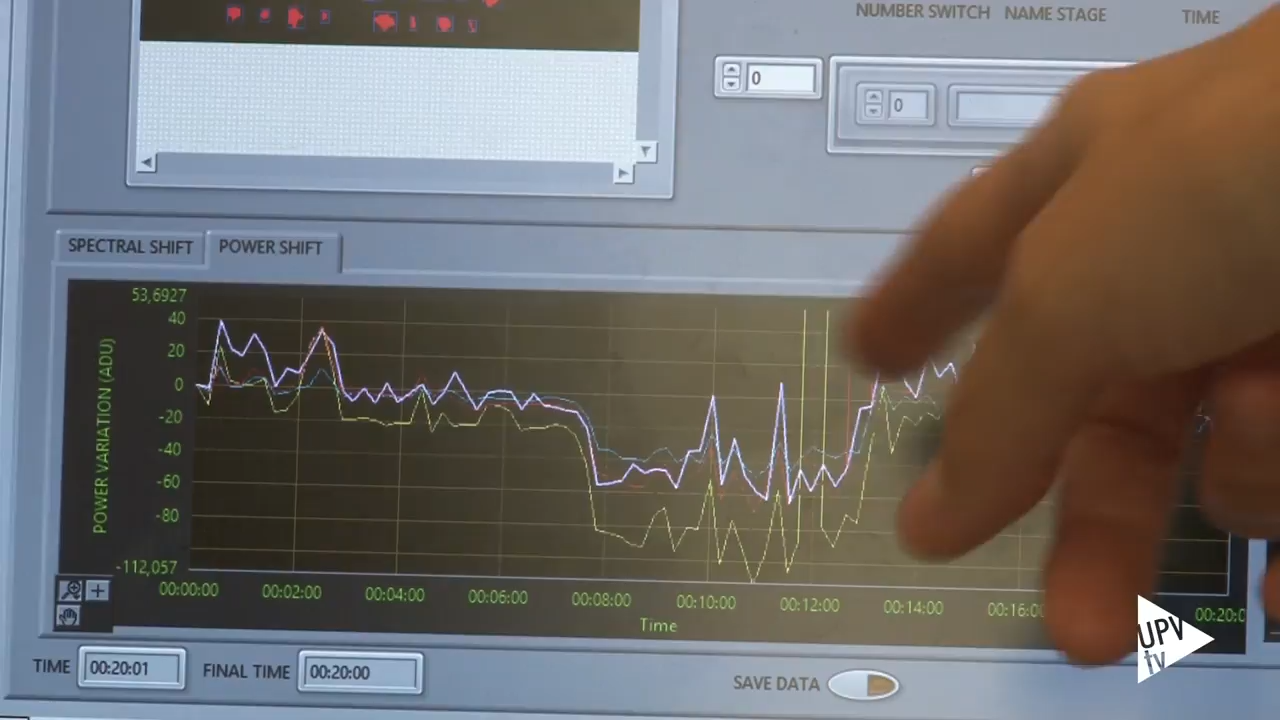 NUMBER SWITCH NAME STAGE TIME
0
0
SPECTRAL SHIFT POWER SHIFT
53,6927
40
20
0
-20
-40
-60
-80
-112,057
POWER VARIATION (ADU)
00:00:00 00:02:00 00:04:00 00:06:00 00:08:00 00:10:00 00:12:00 00:14:00 00:16:0 00:20:0
Time
TIME 00:20:01 FINAL TIME 00:20:00
SAVE DATA
UPV
tv